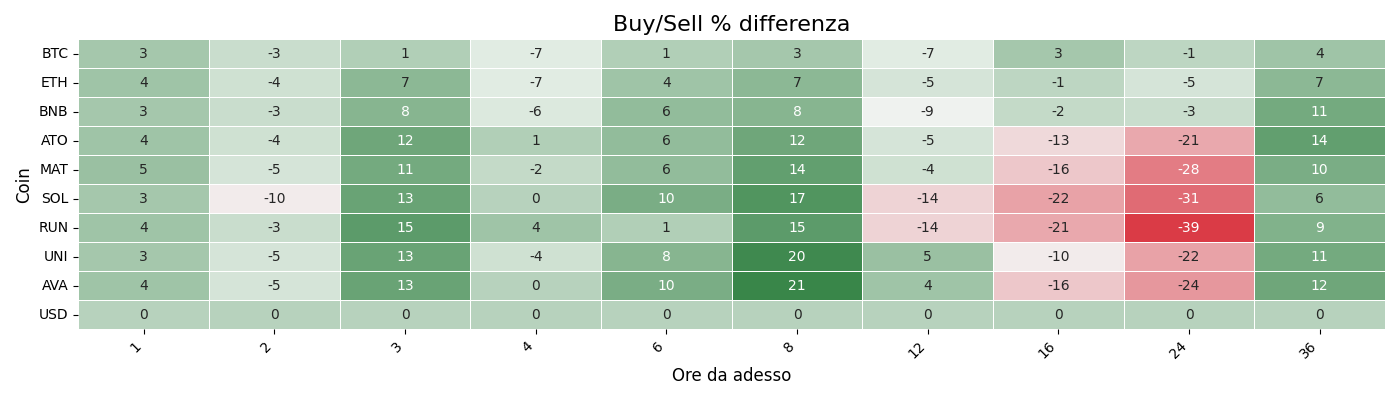 Buy/Sell % differenza
Coin
BTC 3 -3 1 -7 1 3 -7 3 -1 4
ETH 4 -4 7 -7 4 7 -5 -1 -5 7
BNB 3 -3 8 -6 6 8 -9 -2 -3 11
ATO 4 -4 12 1 6 12 -5 -13 -21 14
MAT 5 -5 11 -2 6 14 -4 -16 -28 10
SOL 3 -10 13 0 10 17 -14 -22 -31 6
RUN 4 -3 15 4 1 15 -14 -21 -39 9
UNI 3 -5 13 -4 8 20 5 -10 -22 11
AVA 4 -5 13 0 10 21 4 -16 -24 12
USD 0 0 0 0 0 0 0 0 0 0
1 2 3 4 6 8 12 16 24 36
Ore da adesso